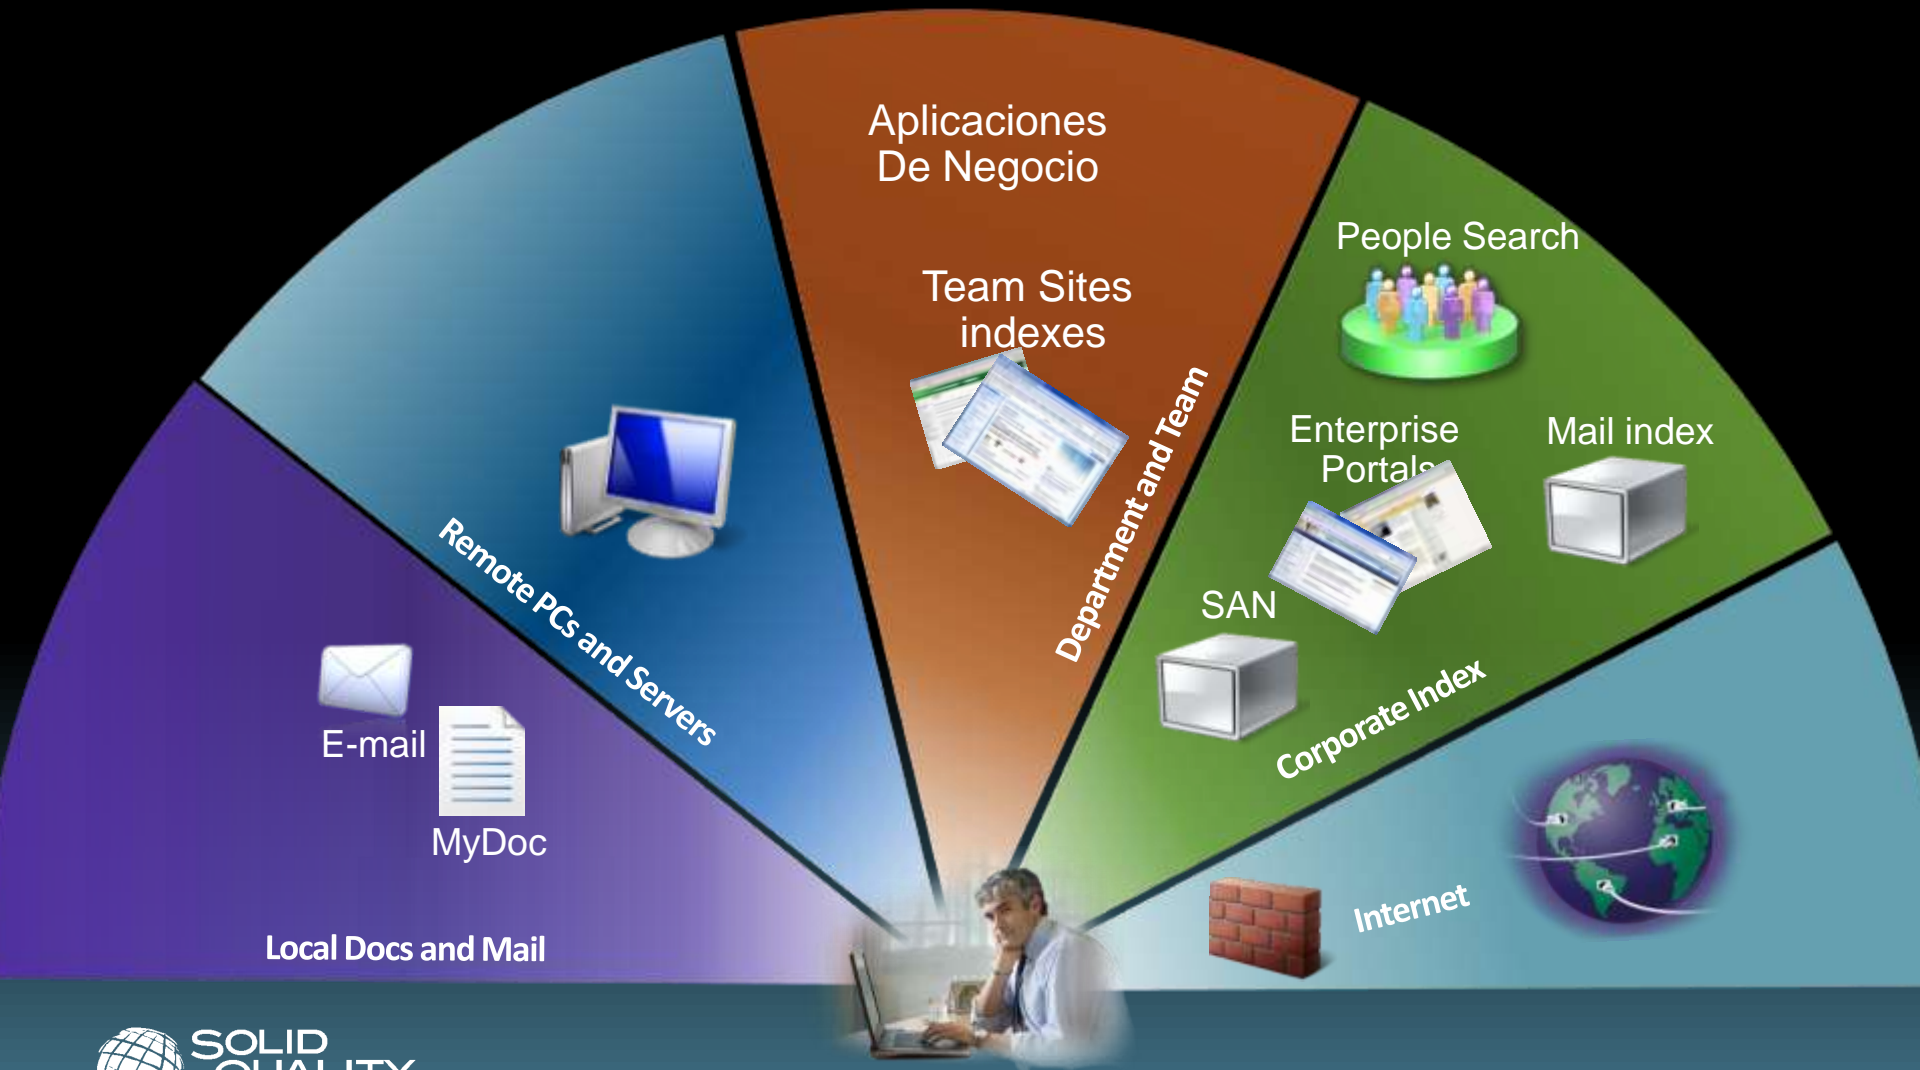 Aplicaciones
De Negocio
Team Sites
indexes
Department and Team
People Search
Enterprise
Portals
Mail index
SAN
Corporate Index
Remote PCs and Servers
E-mail
MyDoc
Local Docs and Mail
Internet
SOLID
QUALITY